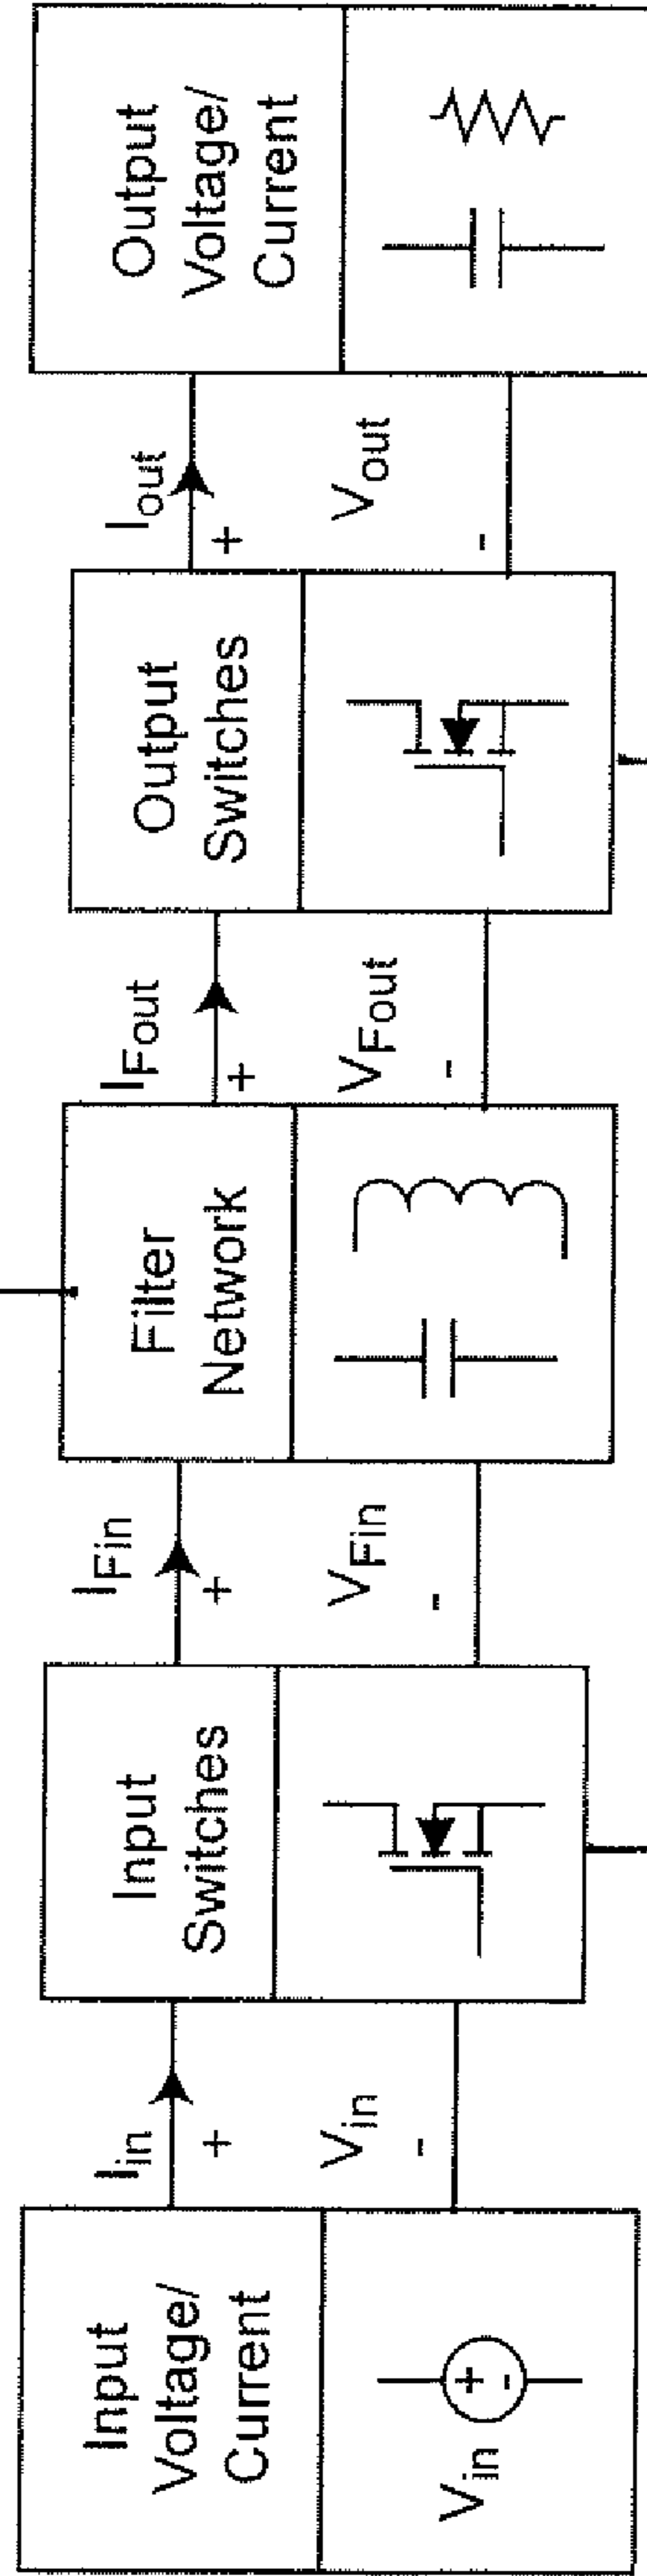 Input
Voltage/
Current
V_in
I_in
+
V_in
-
Input
Switches
I_Fin
+
V_Fin
-
Filter
Network
I_Fout
+
V_Fout
-
Output
Switches
I_out
+
V_out
-
Output
Voltage/
Current